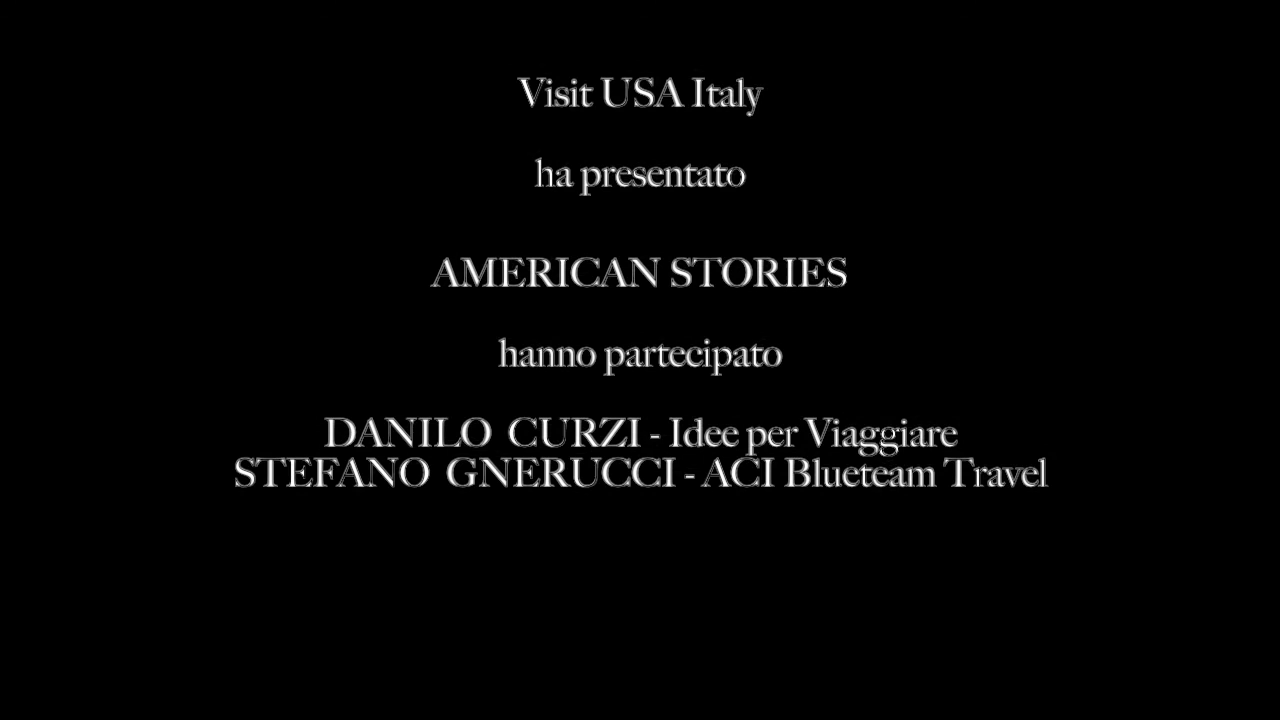 Visit USA Italy
ha presentato
AMERICAN STORIES
hanno partecipato
DANILO CURZI - Idee per Viaggiare
STEFANO GNERUCCI - ACI Blueteam Travel